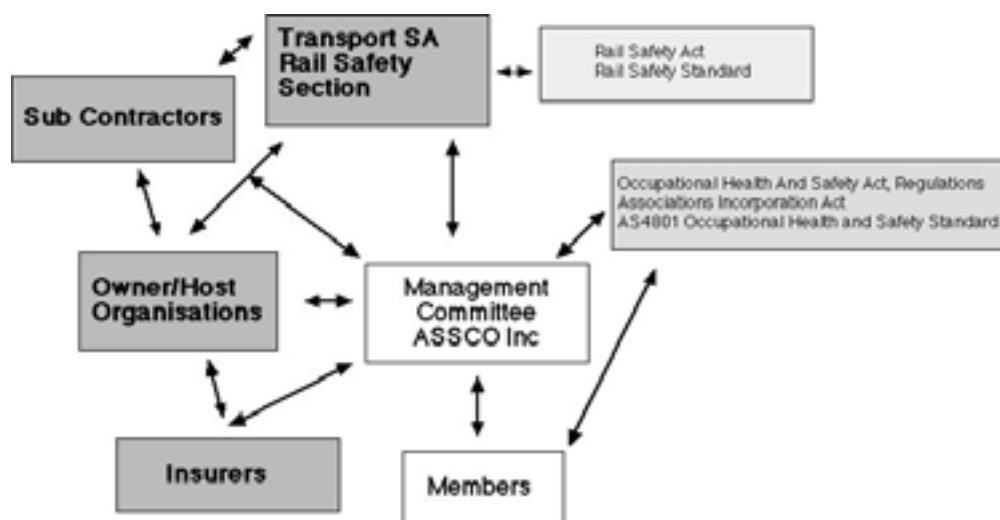 Transport SA
Rail Safety
Section
Rail Safety Act
Rail Safety Standard
Sub Contractors
Occupational Health And Safety Act, Regulations
Associations Incorporation Act
AS4801 Occupational Health and Safety Standard
Owner/Host
Organisations
Management
Committee
ASSCO Inc
Insurers
Members